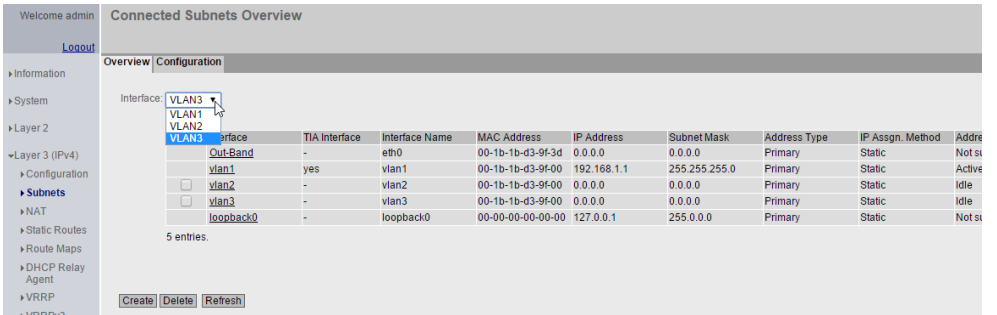 Welcome admin
Logout
Information
System
Layer 2
Layer 3 (IPv4)
Configuration
Subnets
NAT
Static Routes
Route Maps
DHCP Relay
Agent
VRRP
Connected Subnets Overview
Overview Configuration
Interface: VLAN3
VLAN1
VLAN2
VLAN3
erface TIA Interface Interface Name MAC Address IP Address Subnet Mask Address Type IP Assgn. Method Addre
Out-Band - eth0 00-1b-1b-d3-9f-3d 0.0.0.0 0.0.0.0 Primary Static Not su
vlan1 yes vlan1 00-1b-1b-d3-9f-00 192.168.1.1 255.255.255.0 Primary Static Active
vlan2 - vlan2 00-1b-1b-d3-9f-00 0.0.0.0 0.0.0.0 Primary Static Idle
vlan3 - vlan3 00-1b-1b-d3-9f-00 0.0.0.0 0.0.0.0 Primary Static Idle
loopback0 - loopback0 00-00-00-00-00-00 127.0.0.1 255.0.0.0 Primary Static Not su
5 entries.
Create Delete Refresh